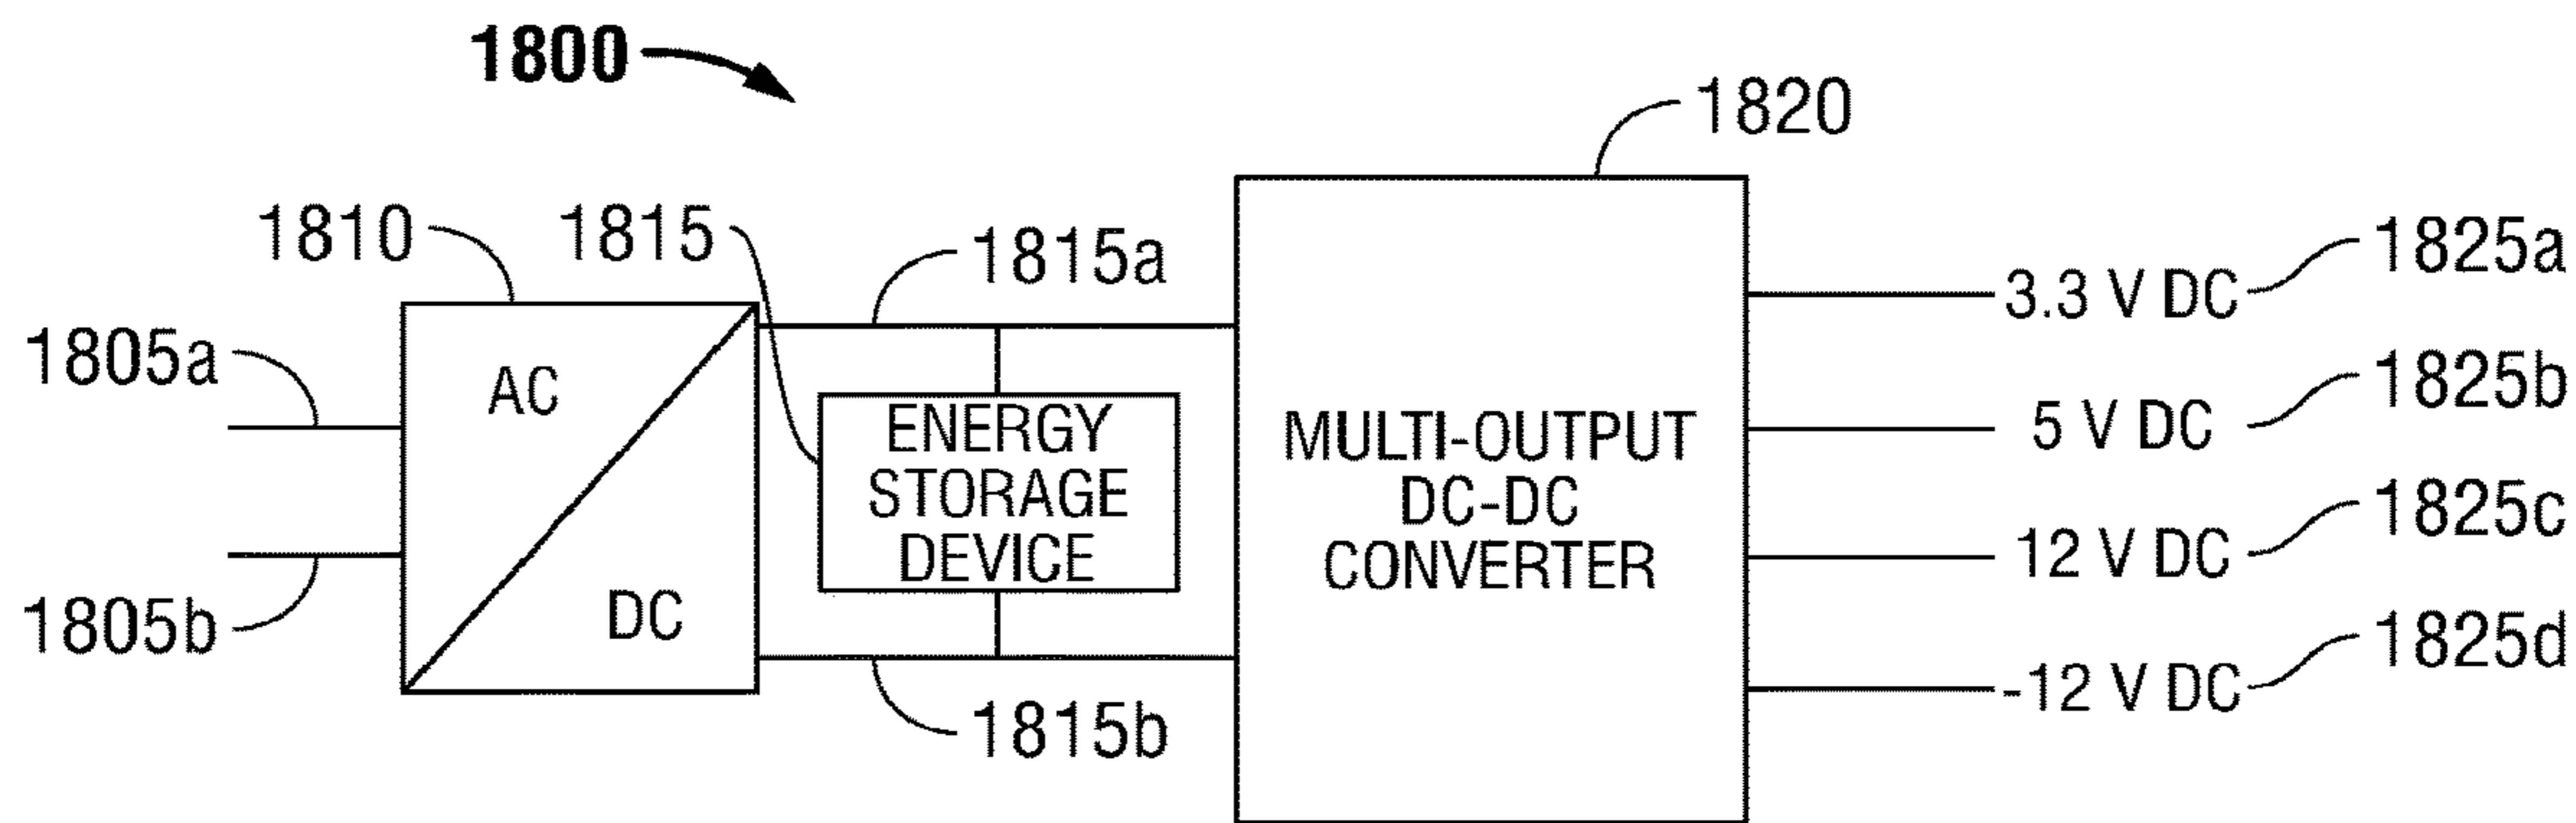 1800
1820
1810
1815
1815a
1825a
3.3 V DC
1805a
AC
1825b
5 V DC
ENERGY
STORAGE
DEVICE
MULTI-OUTPUT
DC-DC
CONVERTER
1825c
12 V DC
1805b
DC
1825d
-12 V DC
1815b